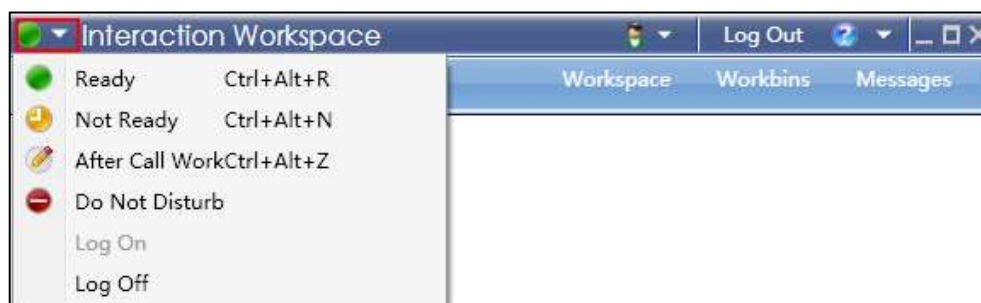 Interaction Workspace Log Out
Ready Ctrl+Alt+R Workspace Workbins Messages
Not Ready Ctrl+Alt+N
After Call WorkCtrl+Alt+Z
Do Not Disturb
Log On
Log Off